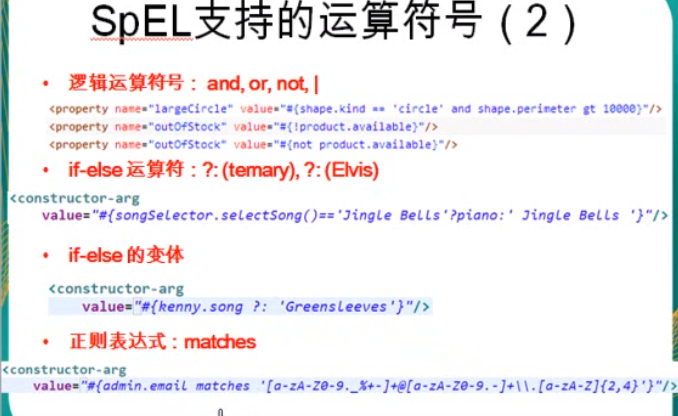 SpEL支持的运算符号（2）
• 逻辑运算符号： and, or, not, |
<property name="largeCircle" value="#{shape.kind == 'circle' and shape.perimeter gt 10000}"/>
<property name="outOfStock" value="#{!product.available}"/>
<property name="outOfStock" value="#{not product.available}"/>
• if-else 运算符：?: (ternary), ?: (Elvis)
<constructor-arg
value="#{songSelector.selectSong()=='Jingle Bells'?piano:' Jingle Bells '}"/>
• if-else 的变体
<constructor-arg
value="#{kenny.song ?: 'Greensleeves'}"/>
• 正则表达式：matches
<constructor-arg
value="#{admin.email matches '[a-zA-Z0-9._%+-]+@[a-zA-Z0-9.-]+\\.[a-zA-Z]{2,4}'}"/>